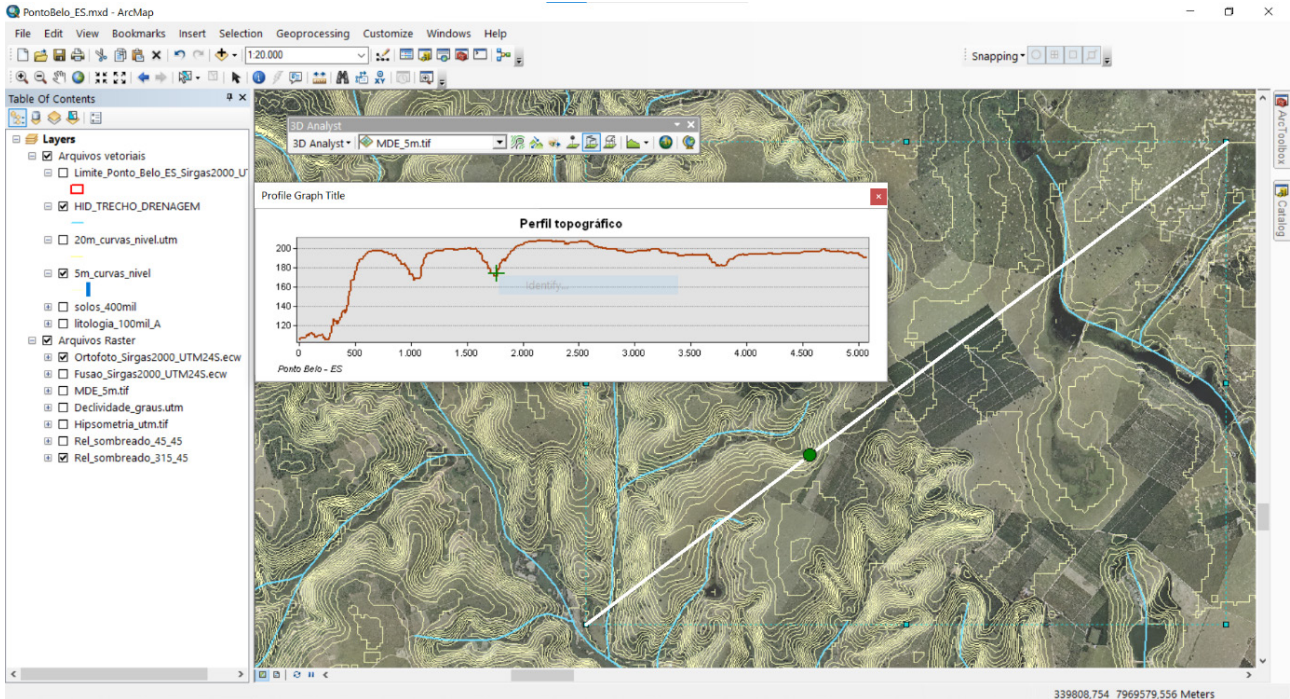 PontoBelo_ES.mxd - ArcMap
File Edit View Bookmarks Insert Selection Geoprocessing Customize Windows Help
1:20.000
Snapping
Table Of Contents
Layers
Arquivos vetoriais
Limite_Ponto_Belo_ES_Sirgas2000_U
HID_TRECHO_DRENAGEM
20m_curvas_nivel.utm
5m_curvas_nivel
solos_400mil
litologia_100mil_A
Arquivos Raster
Ortofoto_Sirgas2000_UTM24S.ecw
Fusao_Sirgas2000_UTM24S.ecw
MDE_5m.tif
Declividade_graus.utm
Hipsometria_utm.tif
Rel_sombreado_45_45
Rel_sombreado_315_45
3D Analyst
3D Analyst MDE_5m.tif
Profile Graph Title
Perfil topográfico
200
180
160
140
120
Identify...
0 500 1.000 1.500 2.000 2.500 3.000 3.500 4.000 4.500 5.000
Ponto Belo - ES
ArcToolbox
Catalog
339808,754 7969579,556 Meters